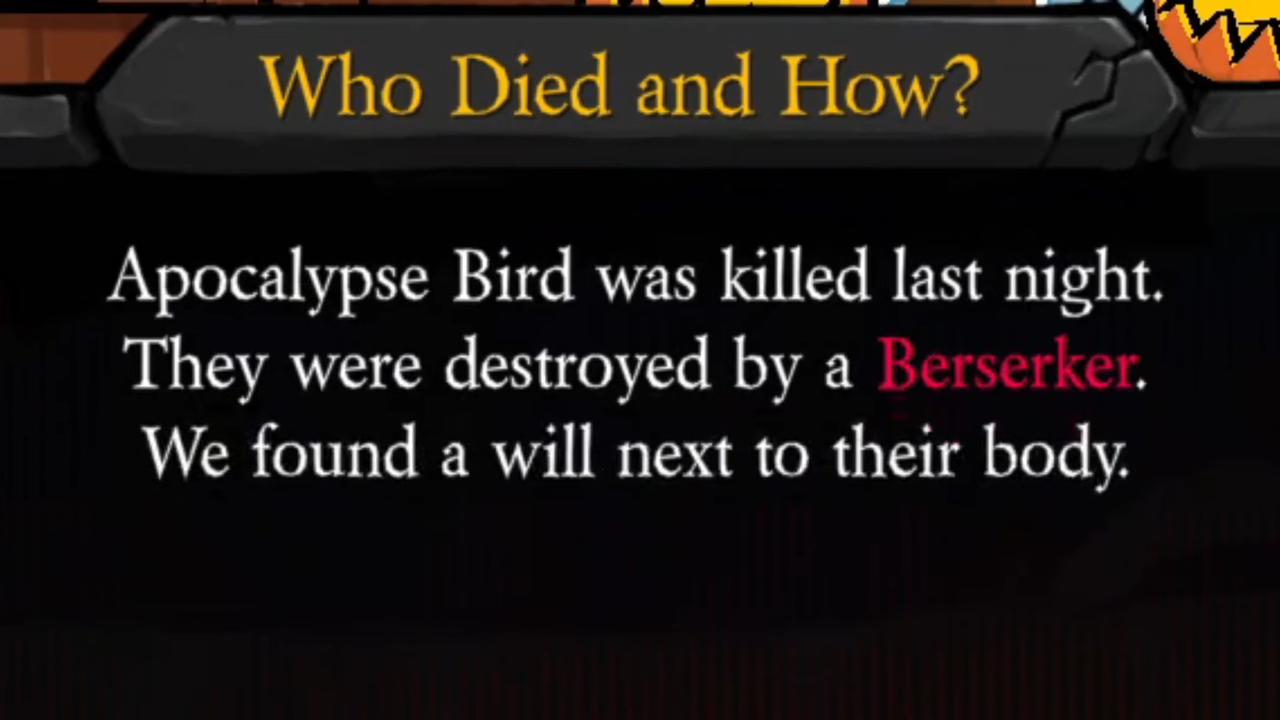 Who Died and How?
Apocalypse Bird was killed last night.
They were destroyed by a Berserker.
We found a will next to their body.